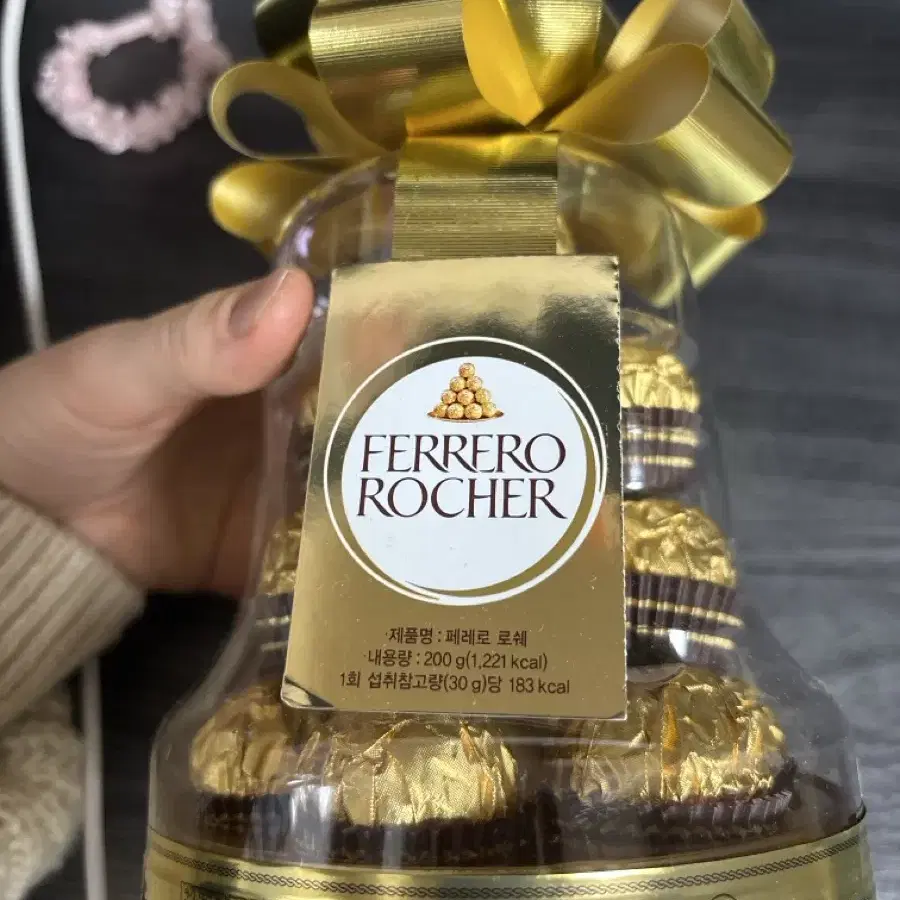 FERRERO
ROCHER
·제품명 : 페레로 로쉐
·내용량 : 200 g(1,221 kcal)
1회 섭취참고량(30 g)당 183 kcal